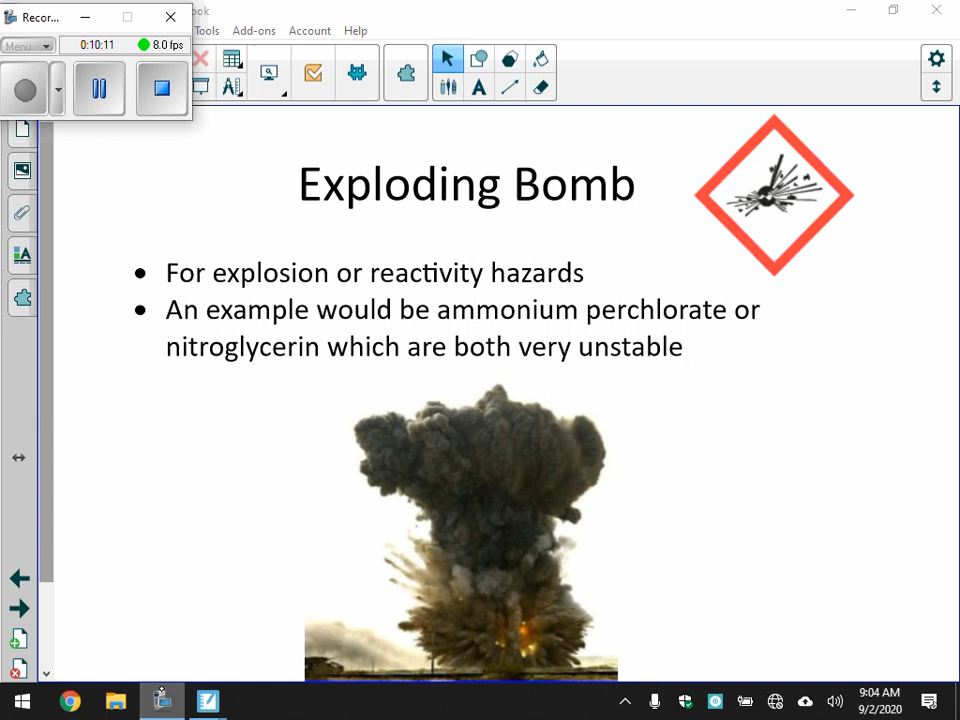 Recor...
ook
Menu
0:10:11
8.0 fps
Tools
Add-ons
Account
Help
Exploding Bomb
• For explosion or reactivity hazards
• An example would be ammonium perchlorate or
nitroglycerin which are both very unstable
9:04 AM
9/2/2020